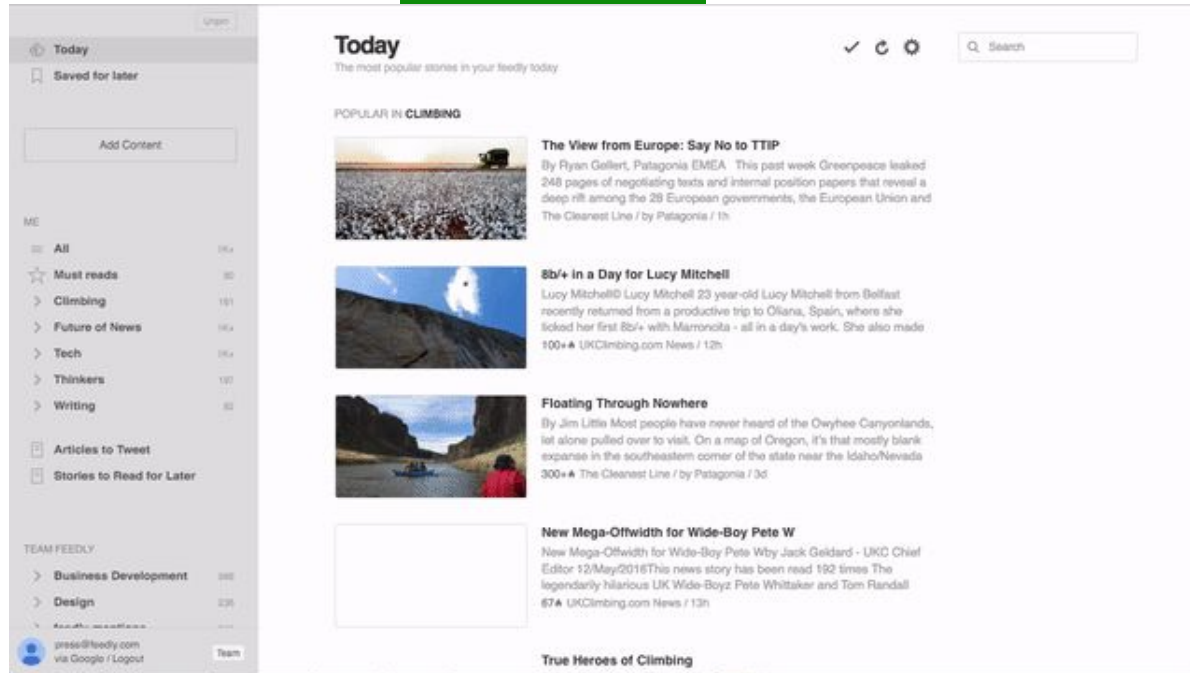 Unpin
Today
Saved for later
Add Content
ME
All
Must reads
Climbing
Future of News
Tech
Thinkers
Writing
Articles to Tweet
Stories to Read for Later
TEAM FEEDLY
Business Development
Design
feedly mentions
press@feedly.com
via Google / Logout
Team
Today
The most popular stories in your feedly today
Search
POPULAR IN CLIMBING
The View from Europe: Say No to TTIP
By Ryan Gellert, Patagonia EMEA This past week Greenpeace leaked
248 pages of negotiating texts and internal position papers that reveal a
deep rift among the 28 European governments, the European Union and
The Cleanest Line / by Patagonia / 1h
8b/+ in a Day for Lucy Mitchell
Lucy Mitchell© Lucy Mitchell 23 year-old Lucy Mitchell from Belfast
recently returned from a productive trip to Oliana, Spain, where she
ticked her first 8b/+ with Marroncita - all in a day's work. She also made
100+ UKClimbing.com News / 12h
Floating Through Nowhere
By Jim Little Most people have never heard of the Owyhee Canyonlands,
let alone pulled over to visit. On a map of Oregon, it's that mostly blank
expanse in the southeastern corner of the state near the Idaho/Nevada
300+ The Cleanest Line / by Patagonia / 3d
New Mega-Offwidth for Wide-Boy Pete W
New Mega-Offwidth for Wide-Boy Pete Wby Jack Geldard - UKC Chief
Editor 12/May/2016This news story has been read 192 times The
legendarily hilarious UK Wide-Boyz Pete Whittaker and Tom Randall
67 UKClimbing.com News / 13h
True Heroes of Climbing